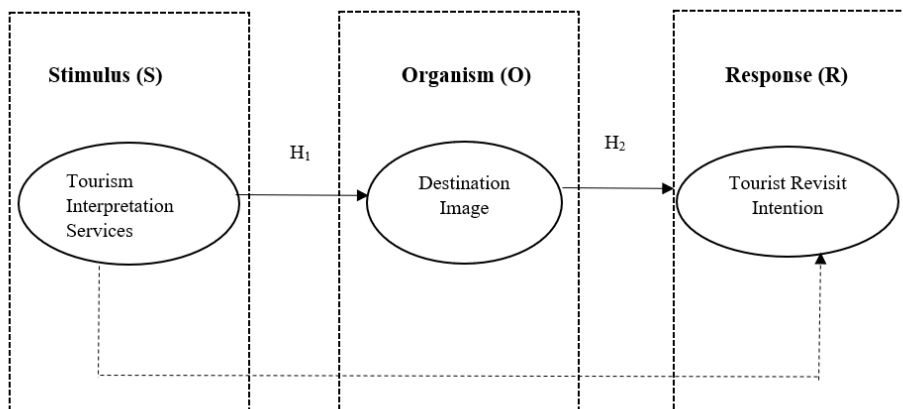 Stimulus (S)
Organism (O)
Response (R)
H₁
H₂
Tourism
Interpretation
Services
Destination
Image
Tourist Revisit
Intention